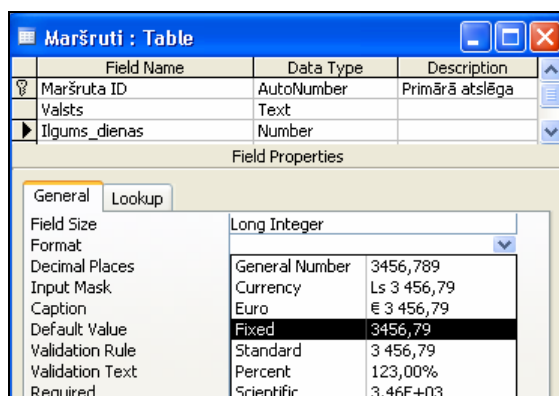 Maršruti : Table
Field Name Data Type Description
Maršruta ID AutoNumber Primārā atslēga
Valsts Text
Ilgums_dienas Number
Field Properties
General Lookup
Field Size Long Integer
Format
Decimal Places General Number 3456,789
Input Mask Currency Ls 3 456,79
Caption Euro € 3 456,79
Default Value Fixed 3456,79
Validation Rule Standard 3 456,79
Validation Text Percent 123,00%
Required Scientific 3,46E+03